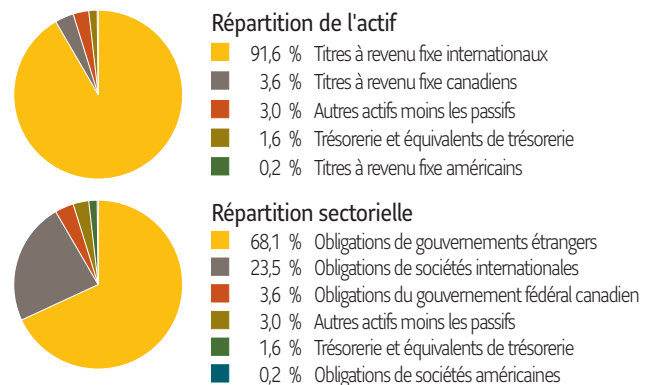 Répartition de l'actif
91,6 % Titres à revenu fixe internationaux
3,6 % Titres à revenu fixe canadiens
3,0 % Autres actifs moins les passifs
1,6 % Trésorerie et équivalents de trésorerie
0,2 % Titres à revenu fixe américains
Répartition sectorielle
68,1 % Obligations de gouvernements étrangers
23,5 % Obligations de sociétés internationales
3,6 % Obligations du gouvernement fédéral canadien
3,0 % Autres actifs moins les passifs
1,6 % Trésorerie et équivalents de trésorerie
0,2 % Obligations de sociétés américaines